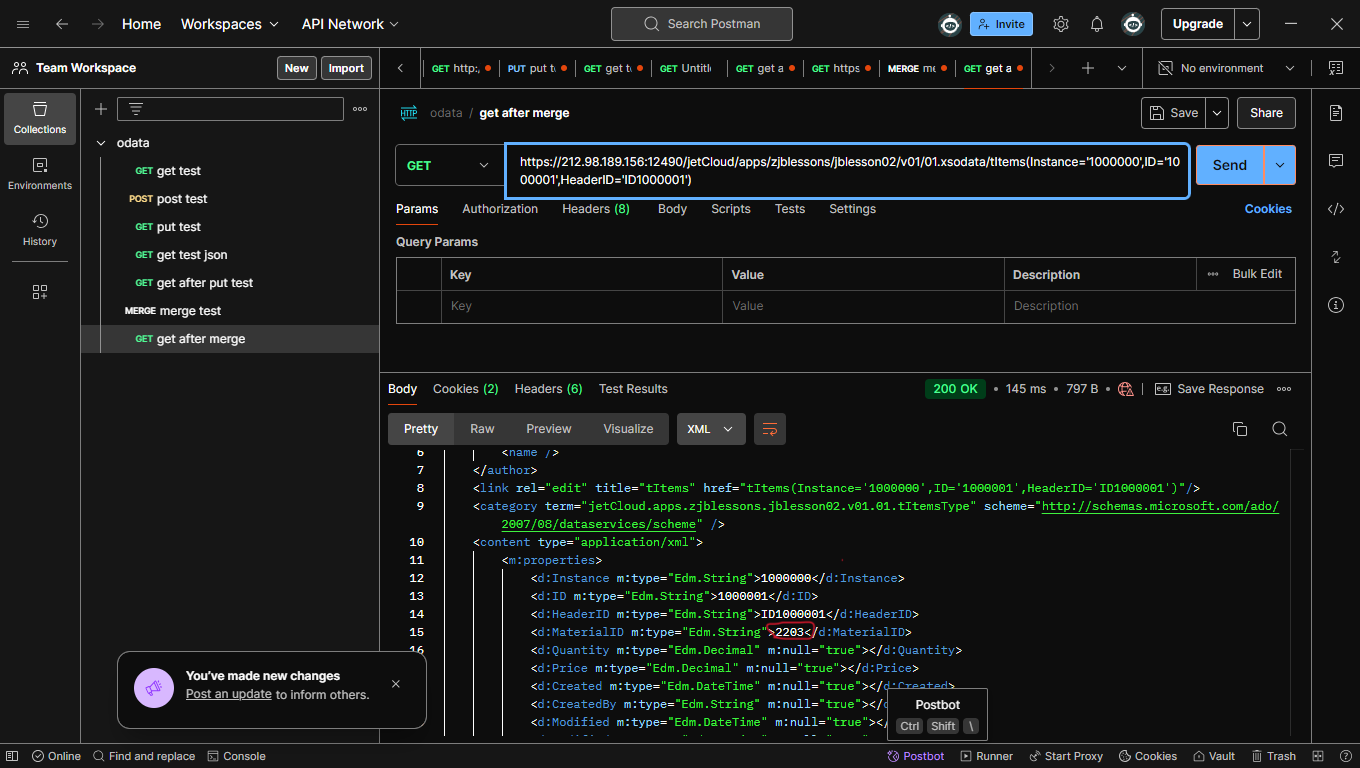 Home Workspaces API Network Search Postman Invite Upgrade
Team Workspace New Import GET http:, PUT put t GET get t GET Untitl GET get a GET https MERGE me GET get a No environment
Collections
Environments
History
odata
GET get test
POST post test
GET put test
GET get test json
GET get after put test
MERGE merge test
GET get after merge
HTTP odata / get after merge Save Share
GET https://212.98.189.156:12490/jetCloud/apps/zjblessons/jblesson02/v01/01.xsodata/tItems(Instance='1000000',ID='10
00001',HeaderID='ID1000001') Send
Params Authorization Headers (8) Body Scripts Tests Settings Cookies
Query Params
Key Value Description Bulk Edit
Key Value Description
Body Cookies (2) Headers (6) Test Results 200 OK • 145 ms • 797 B • e.g. Save Response
Pretty Raw Preview Visualize XML
6 <name />
7 </author>
8 <link rel="edit" title="tItems" href="tItems(Instance='1000000',ID='1000001',HeaderID='ID1000001')"/>
9 <category term="jetCloud.apps.zjblessons.jblesson02.v01.01.tItemsType" scheme="http://schemas.microsoft.com/ado/
2007/08/dataservices/scheme" />
10 <content type="application/xml">
11 <m:properties>
12 <d:Instance m:type="Edm.String">1000000</d:Instance>
13 <d:ID m:type="Edm.String">1000001</d:ID>
14 <d:HeaderID m:type="Edm.String">ID1000001</d:HeaderID>
15 <d:MaterialID m:type="Edm.String">2203</d:MaterialID>
16 <d:Quantity m:type="Edm.Decimal" m:null="true"></d:Quantity>
<d:Price m:type="Edm.Decimal" m:null="true"></d:Price>
<d:Created m:type="Edm.DateTime" m:null="true"></d:Created>
<d:CreatedBy m:type="Edm.String" m:null="true"></d
<d:Modified m:type="Edm.DateTime" m:null="true"></
You've made new changes
Post an update to inform others.
Postbot
Ctrl Shift \
Online Find and replace Console Postbot Runner Start Proxy Cookies Vault Trash